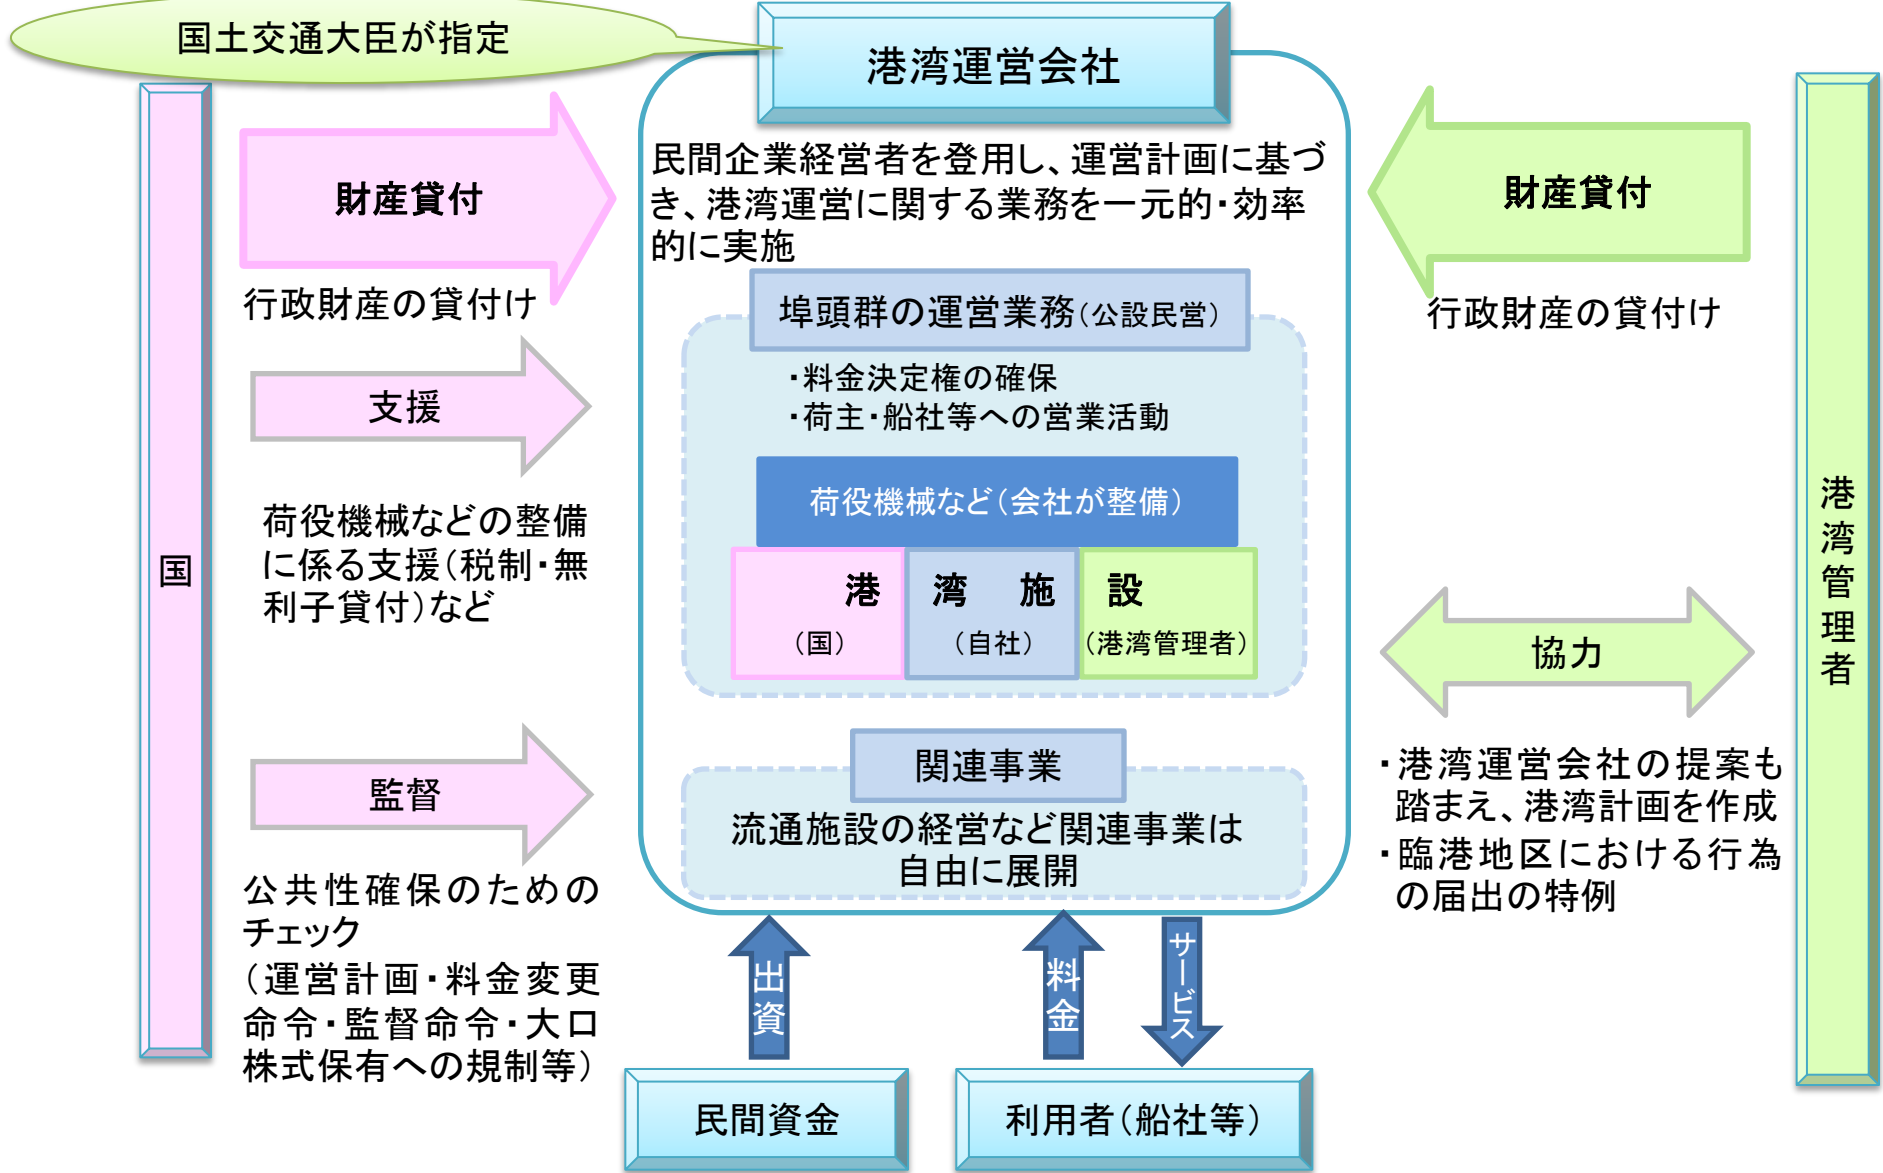 国土交通大臣が指定
港湾運営会社
民間企業経営者を登用し、運営計画に基づ
き、港湾運営に関する業務を一元的・効率
的に実施
国
財産貸付
行政財産の貸付け
支援
荷役機械などの整備
に係る支援（税制・無
利子貸付）など
監督
公共性確保のための
チェック
（運営計画・料金変更
命令・監督命令・大口
株式保有への規制等）
埠頭群の運営業務（公設民営）
・料金決定権の確保
・荷主・船社等への営業活動
荷役機械など（会社が整備）
港 湾 施 設
（国） （自社） （港湾管理者）
関連事業
流通施設の経営など関連事業は
自由に展開
財産貸付
行政財産の貸付け
協力
・港湾運営会社の提案も
踏まえ、港湾計画を作成
・臨港地区における行為
の届出の特例
港湾管理者
出資
料金
サービス
民間資金
利用者（船社等）